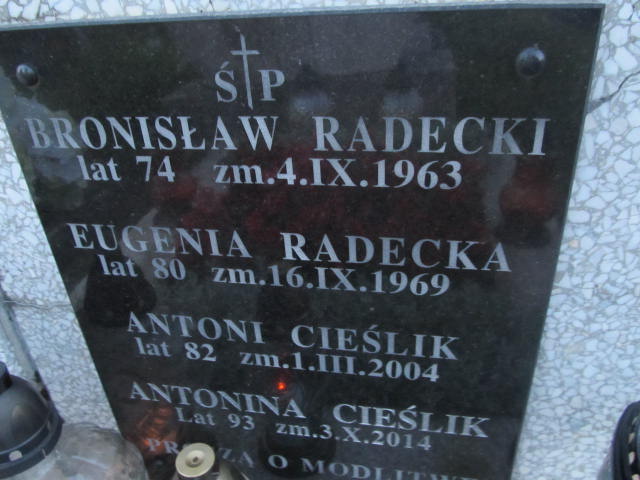 Ś P
BRONISŁAW RADECKI
lat 74 zm.4.IX.1963
EUGENIA RADECKA
lat 80 zm.16.IX.1969
ANTONI CIEŚLIK
lat 82 zm.1.III.2004
ANTONINA CIEŚLIK
Lat 93 zm.3.X.2014
O MODLITWĘ